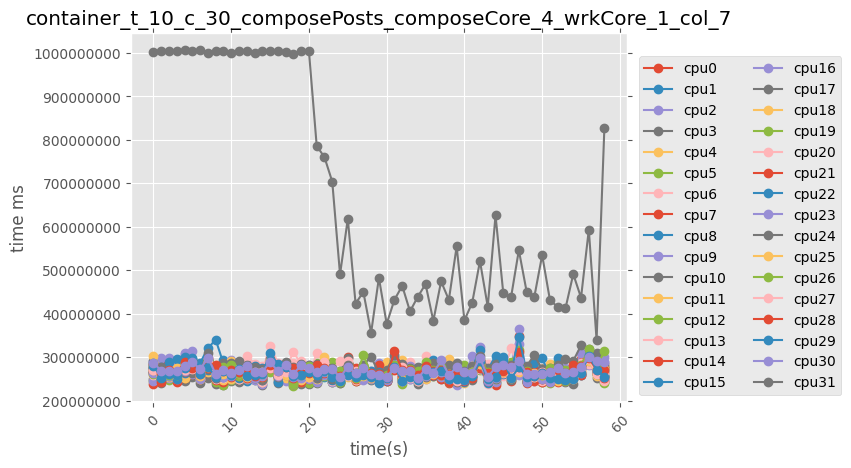 container_t_10_c_30_composePosts_composeCore_4_wrkCore_1_col_7
time ms
1000000000
900000000
800000000
700000000
600000000
500000000
400000000
300000000
200000000
0
10
20
30
40
50
60
time(s)
cpu0
cpu1
cpu2
cpu3
cpu4
cpu5
cpu6
cpu7
cpu8
cpu9
cpu10
cpu11
cpu12
cpu13
cpu14
cpu15
cpu16
cpu17
cpu18
cpu19
cpu20
cpu21
cpu22
cpu23
cpu24
cpu25
cpu26
cpu27
cpu28
cpu29
cpu30
cpu31